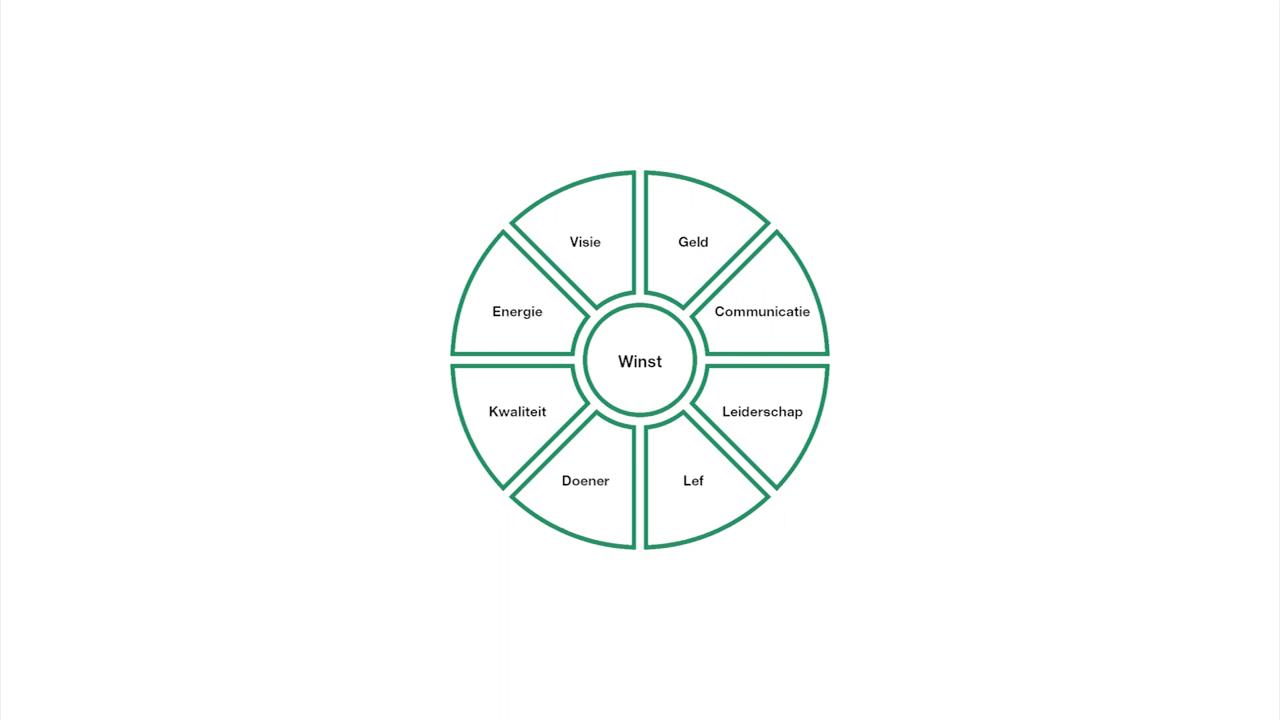 Visie
Geld
Energie
Communicatie
Winst
Kwaliteit
Leiderschap
Doener
Lef